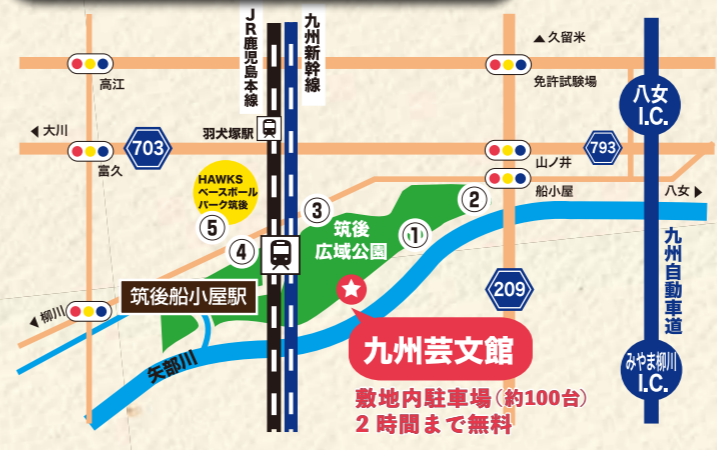 JR鹿児島本線
九州新幹線
▲久留米
高江
免許試験場
八女
I.C.
◀大川
703
羽犬塚駅
793
富久
山ノ井
HAWKS
ベースボール
パーク筑後
船小屋
八女▶
②
③
①
⑤
④
筑後
広域公園
九州自動車道
筑後船小屋駅
209
◀柳川
矢部川
九州芸文館
みやま柳川
I.C.
敷地内駐車場(約100台)
2時間まで無料